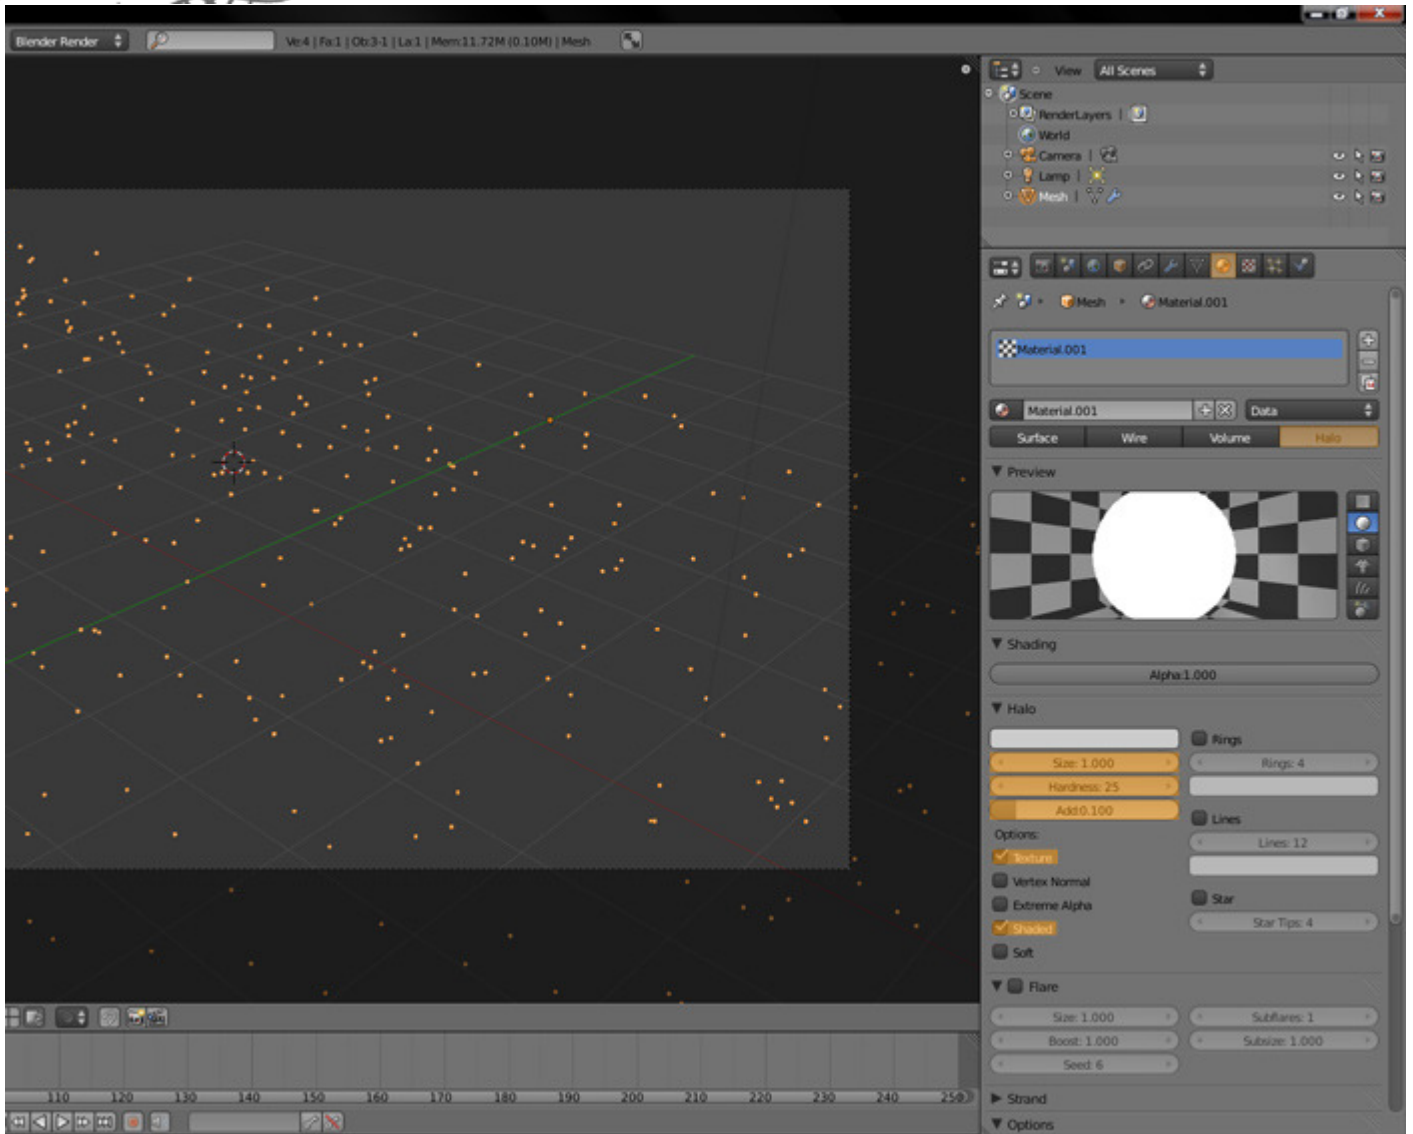 Blender Render
Ve:4 | Fa:1 | Ob:3-1 | La:1 | Mem:11.72M (0.10M) | Mesh
View All Scenes
Scene
RenderLayers |
World
Camera |
Lamp |
Mesh |
Mesh Material.001
Material.001
Material.001 Data
Surface Wire Volume Halo
Preview
Shading
Alpha:1.000
Halo
Rings
Size: 1.000 Rings: 4
Hardness: 25
Add:0.100
Lines
Options:
Lines: 12
Texture
Vertex Normal
Star
Extreme Alpha
Star Tips: 4
Shaded
Soft
Flare
Size: 1.000 Subflares: 1
Boost: 1.000 Subsize: 1.000
Seed: 6
Strand
Options
110 120 130 140 150 160 170 180 190 200 210 220 230 240 250